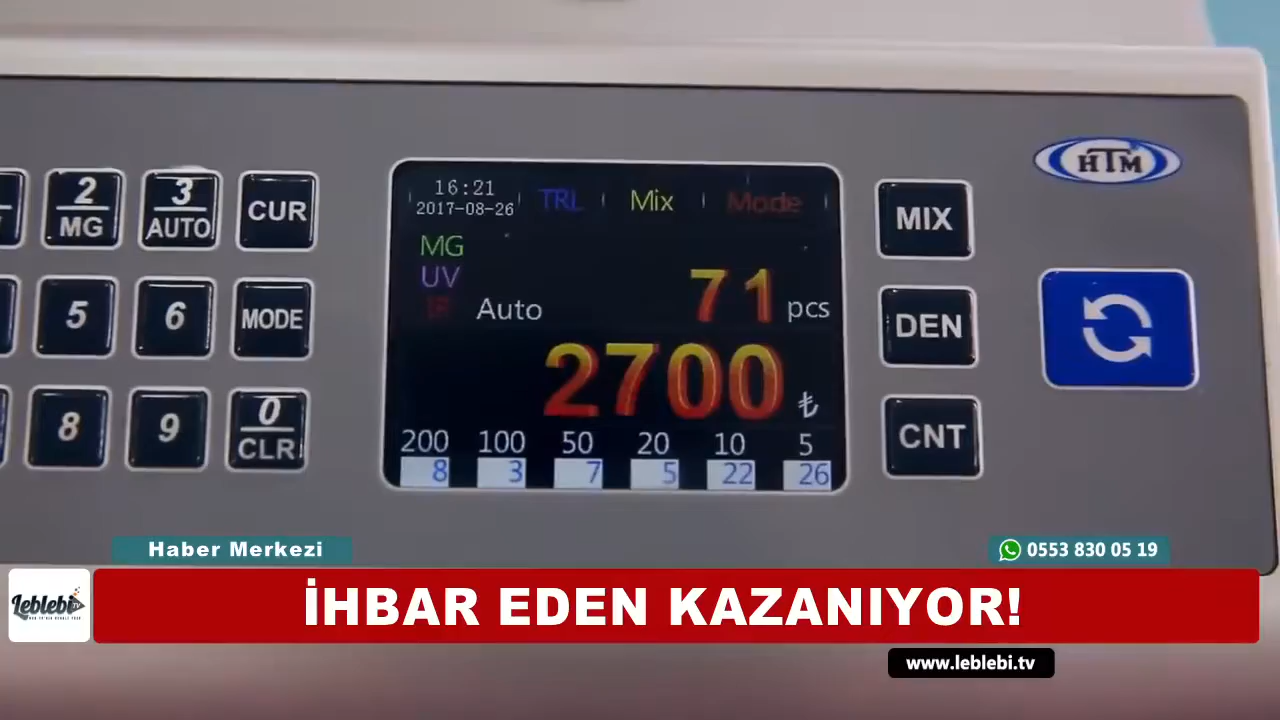 HTM
2
MG
3
AUTO
CUR
16:21
2017-08-26
TRL
Mix
Mode
MIX
MG
UV
IR
Auto
71 pcs
5
6
MODE
DEN
2700 ₺
8
9
0
CLR
CNT
200 100 50 20 10 5
8 3 7 5 22 26
Haber Merkezi
0553 830 05 19
Leblebi TV
İHBAR EDEN KAZANIYOR!
www.leblebi.tv